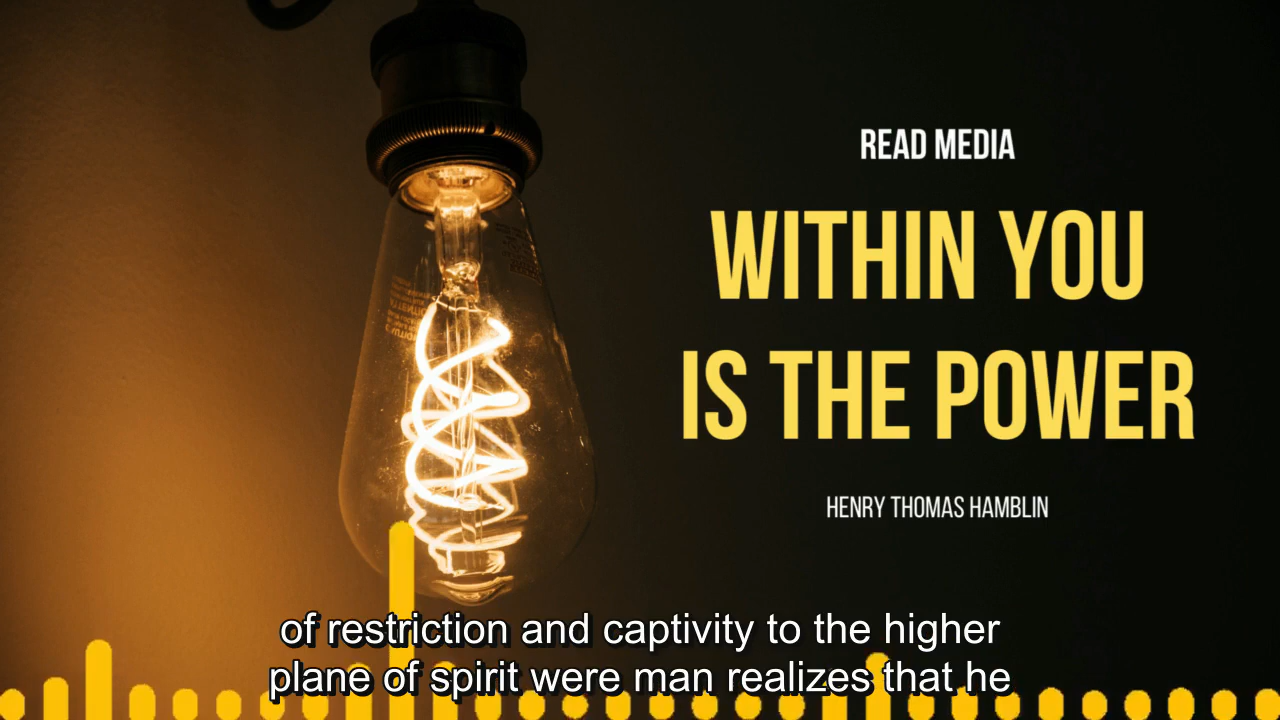 READ MEDIA
WITHIN YOU
IS THE POWER
HENRY THOMAS HAMBLIN
of restriction and captivity to the higher
plane of spirit were man realizes that he